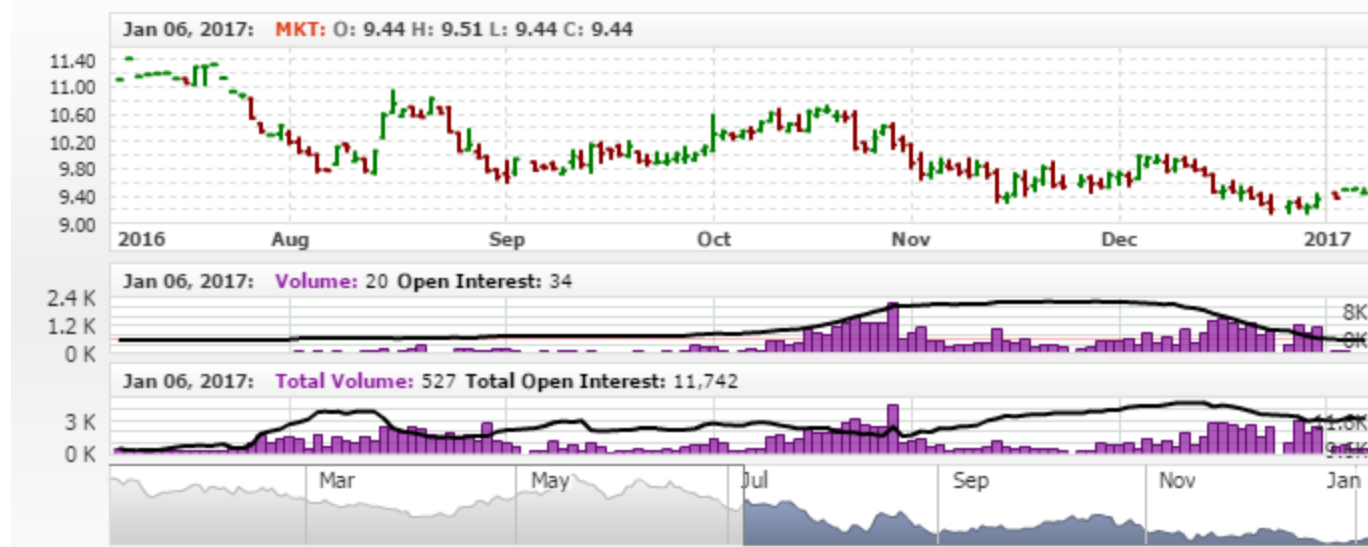 Jan 06, 2017: MKT: O: 9.44 H: 9.51 L: 9.44 C: 9.44
11.40
11.00
10.60
10.20
9.80
9.40
9.00
2016 Aug Sep Oct Nov Dec 2017
Jan 06, 2017: Volume: 20 Open Interest: 34
2.4 K
8K
1.2 K
0K
0 K
Jan 06, 2017: Total Volume: 527 Total Open Interest: 11,742
3 K
11.6K
0 K
Mar May Jul Sep Nov Jan